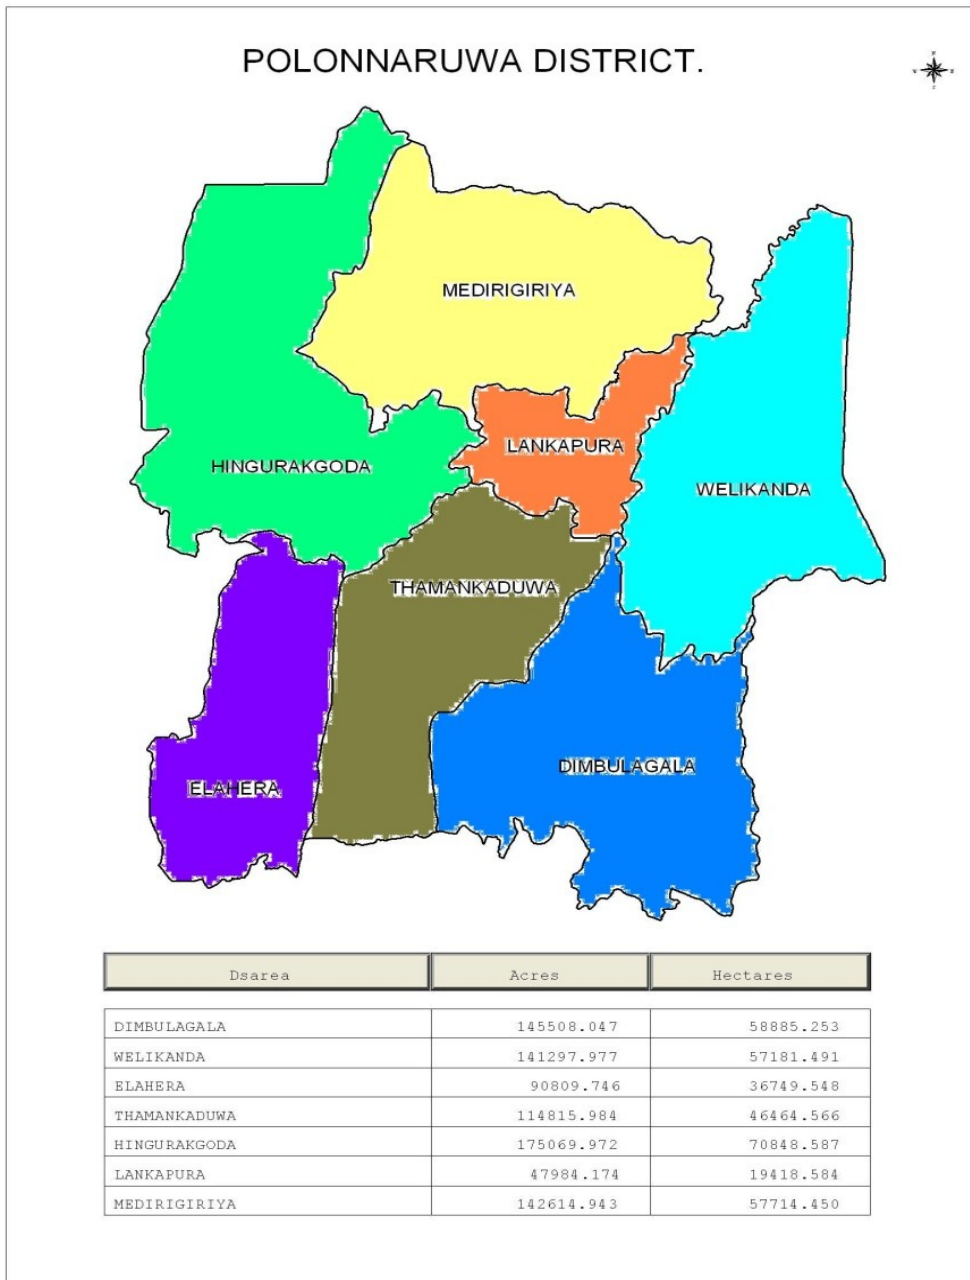 POLONNARUWA DISTRICT.
MEDIRIGIRIYA
LANKAPURA
HINGURAKGODA
WELIKANDA
THAMANKADUWA
DIMBULAGALA
ELAHERA
Dsarea Acres Hectares
DIMBULAGALA 145508.047 58885.253
WELIKANDA 141297.977 57181.491
ELAHERA 90809.746 36749.548
THAMANKADUWA 114815.984 46464.566
HINGURAKGODA 175069.972 70848.587
LANKAPURA 47984.174 19418.584
MEDIRIGIRIYA 142614.943 57714.450